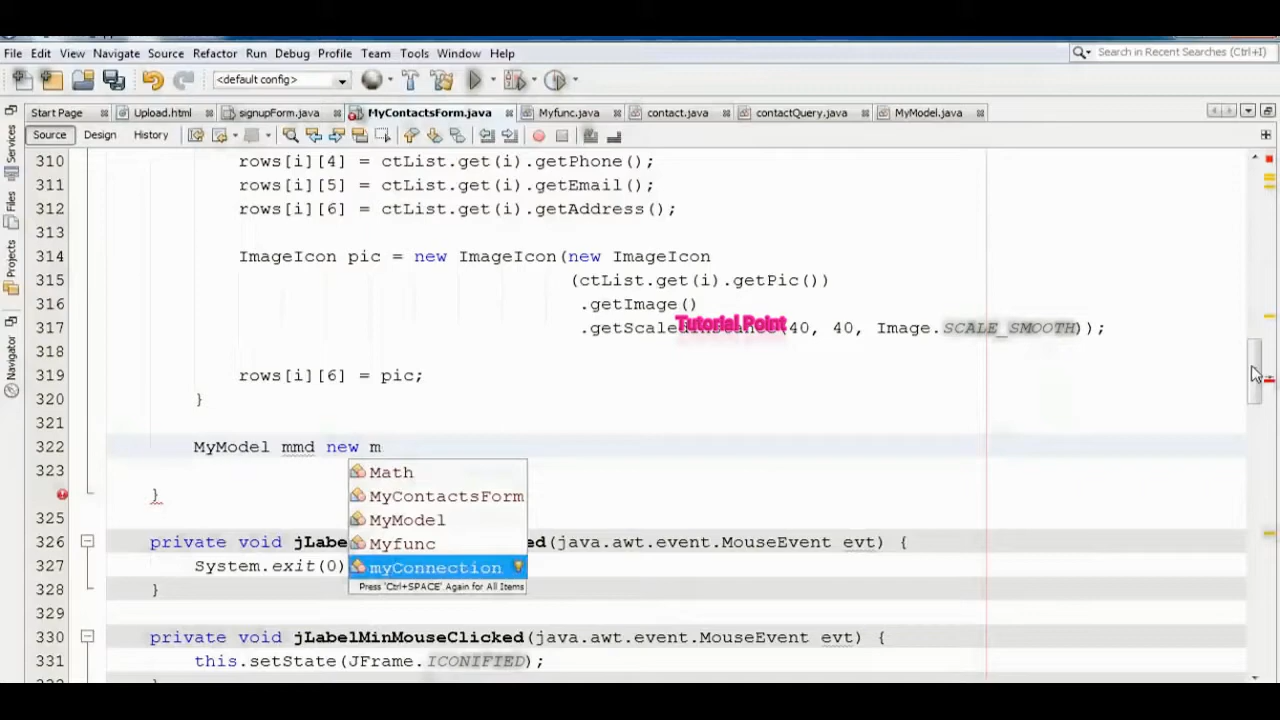 File Edit View Navigate Source Refactor Run Debug Profile Team Tools Window Help
Search in Recent Searches (Ctrl+I)
<default config>
Start Page Upload.html signupForm.java MyContactsForm.java Myfunc.java contact.java contactQuery.java MyModel.java
Source Design History
Services
Files
Projects
Navigator
310 rows[i][4] = ctList.get(i).getPhone();
311 rows[i][5] = ctList.get(i).getEmail();
312 rows[i][6] = ctList.get(i).getAddress();
313
314 ImageIcon pic = new ImageIcon(new ImageIcon
315 (ctList.get(i).getPic())
316 .getImage()
Tutorial Point
317 40, 40, Image.SCALE_SMOOTH));
318
319 rows[i][6] = pic;
320 }
321
322 MyModel mmd new m
323
}
325
326 private void (java.awt.event.MouseEvent evt) {
327 System.exit(0)
328 }
329
330 private void jLabelMinMouseClicked(java.awt.event.MouseEvent evt) {
331 this.setState(JFrame.ICONIFIED);
Math
MyContactsForm
MyModel
Myfunc
myConnection
Press 'Ctrl+SPACE' Again for All Items